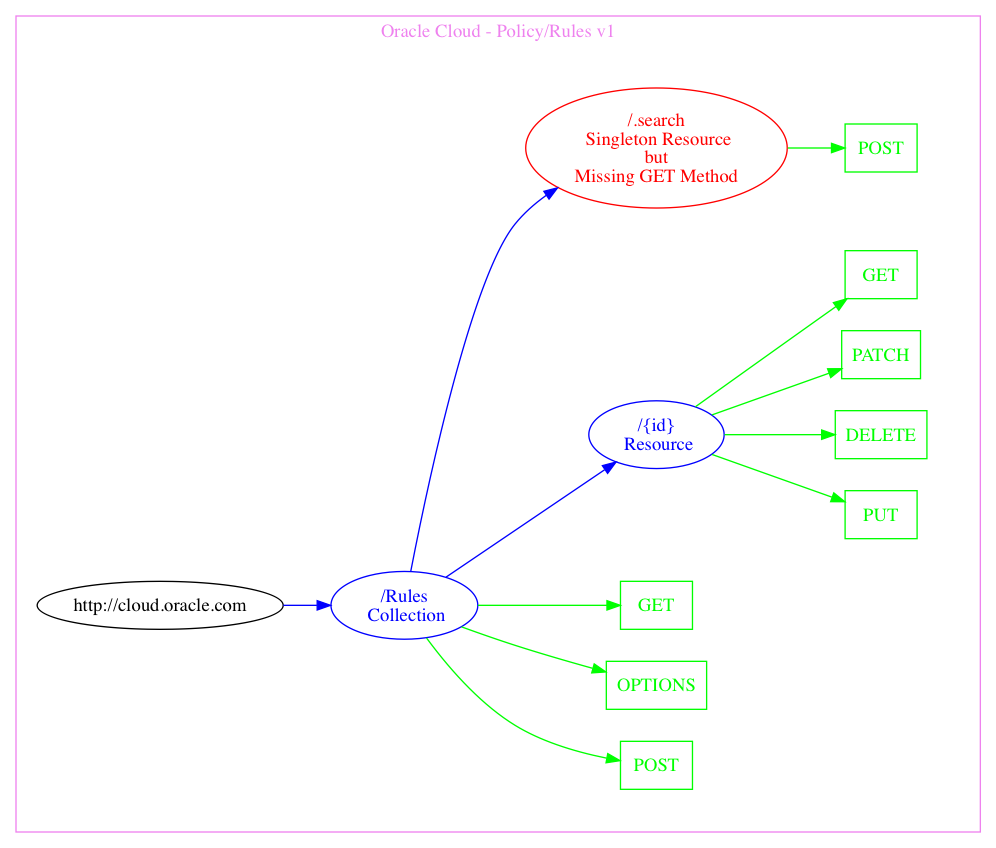 Oracle Cloud - Policy/Rules v1
/.search
Singleton Resource
but
Missing GET Method
POST
GET
PATCH
/{id}
Resource
DELETE
PUT
http://cloud.oracle.com
/Rules
Collection
GET
OPTIONS
POST